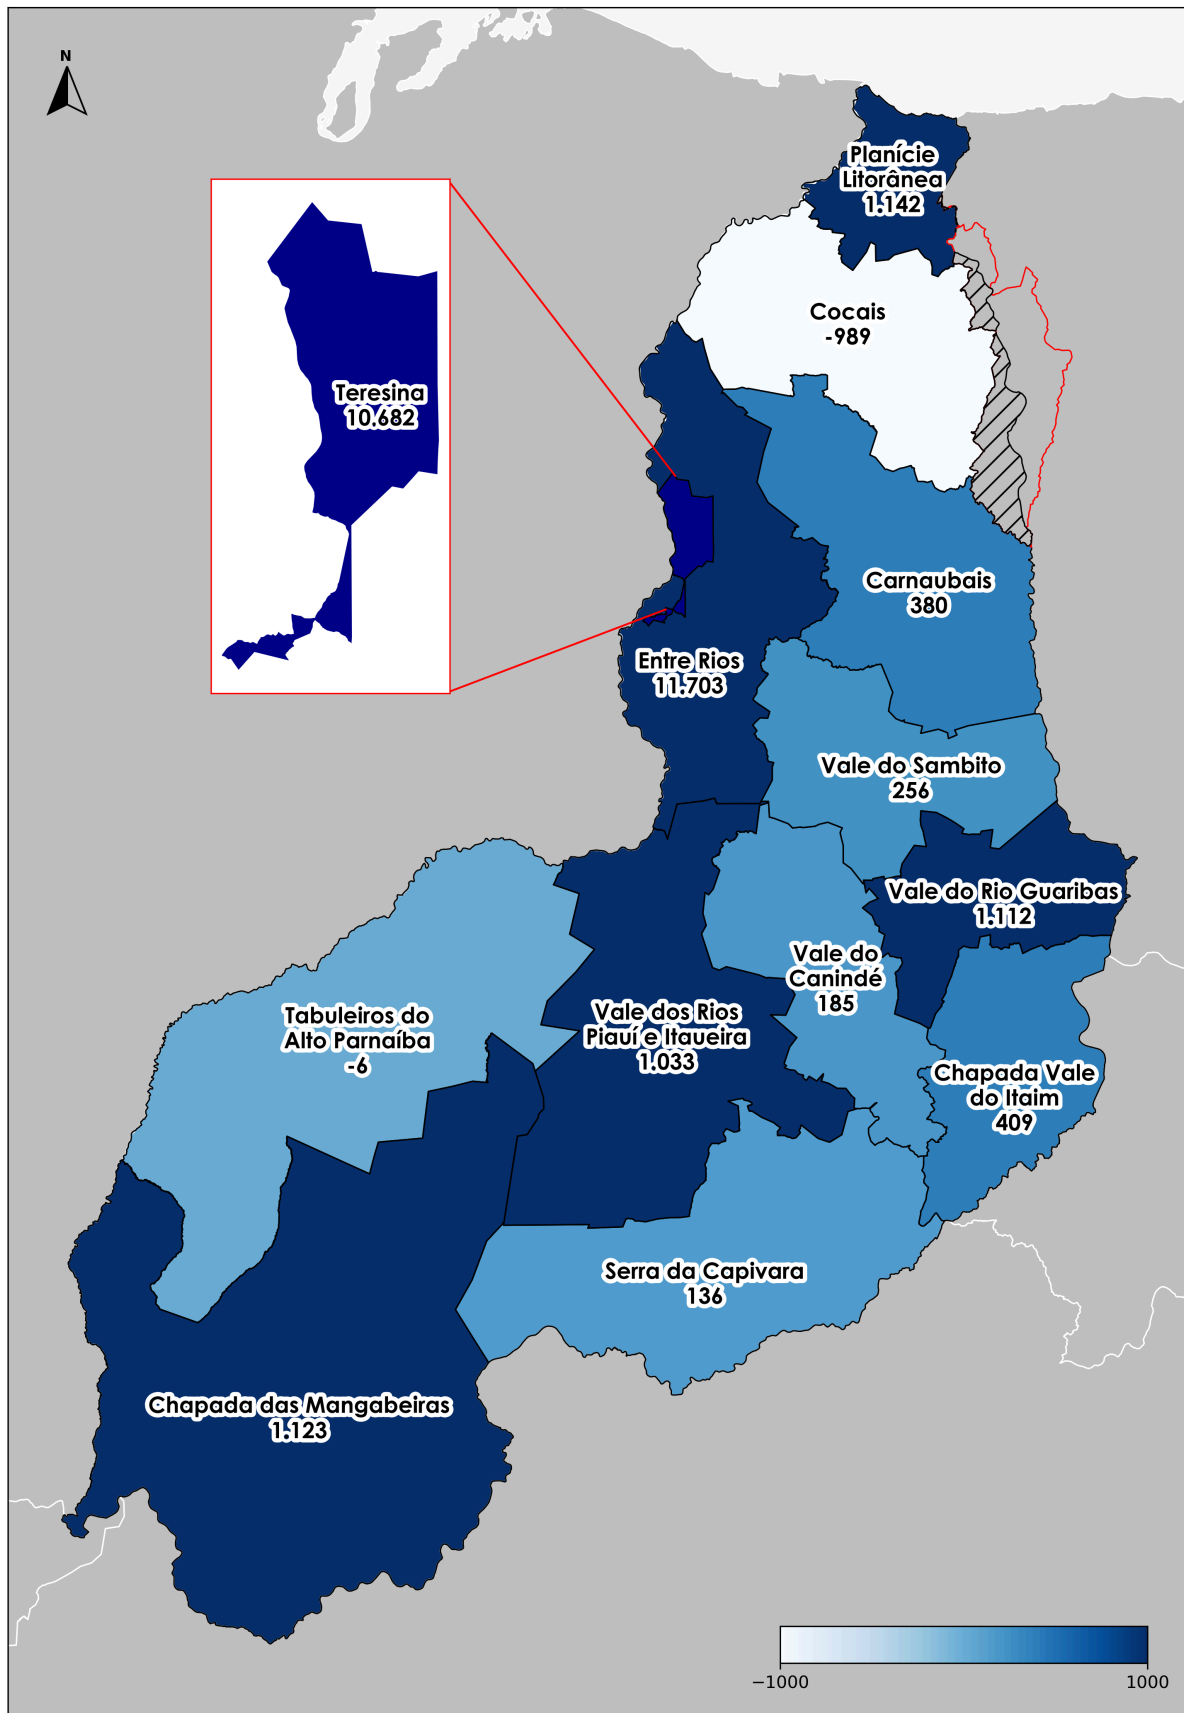 N
Planície
Litorânea
1.142
Cocais
-989
Teresina
10.682
Carnaubais
380
Entre Rios
11.703
Vale do Sambito
256
Vale do Rio Guaribas
1.112
Vale do
Canindé
185
Tabuleiros do
Alto Parnaíba
-6
Vale dos Rios
Piauí e Itaueira
1.033
Chapada Vale
do Itaim
409
Serra da Capivara
136
Chapada das Mangabeiras
1.123
−1000
1000